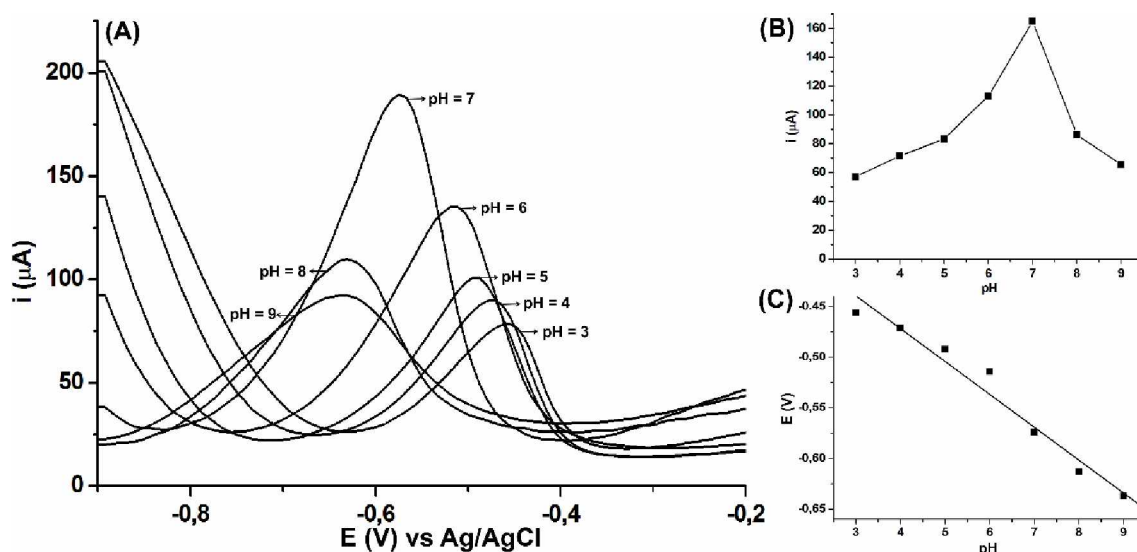 (A)
200
150
100
50
0
i (µA)
pH = 7
pH = 6
pH = 8
pH = 5
pH = 4
pH = 9
pH = 3
-0,8
-0,6
-0,4
-0,2
E (V) vs Ag/AgCl
(B)
160
140
120
100
80
60
40
20
0
i (µA)
3 4 5 6 7 8 9
pH
(C)
-0,45
-0,50
-0,55
-0,60
-0,65
E (V)
3 4 5 6 7 8 9
pH